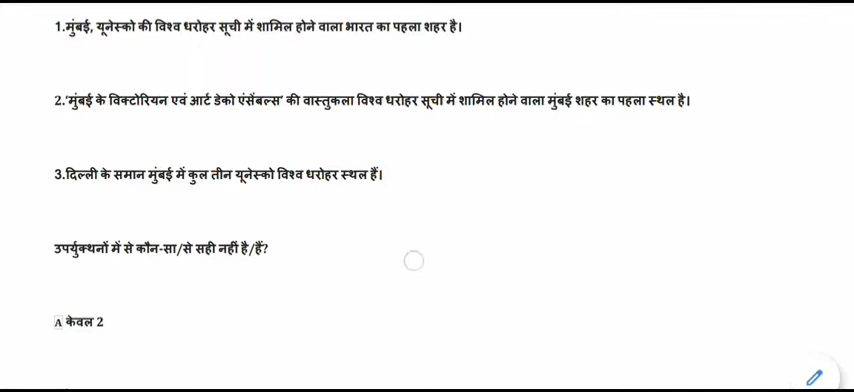 1.मुंबई, यूनेस्को की विश्व धरोहर सूची में शामिल होने वाला भारत का पहला शहर है।
2.'मुंबई के विक्टोरियन एवं आर्ट डेको एंसेंबल्स' की वास्तुकला विश्व धरोहर सूची में शामिल होने वाला मुंबई शहर का पहला स्थल है।
3.दिल्ली के समान मुंबई में कुल तीन यूनेस्को विश्व धरोहर स्थल हैं।
उपर्युक्थनों में से कौन-सा/से सही नहीं है/हैं?
A केवल 2